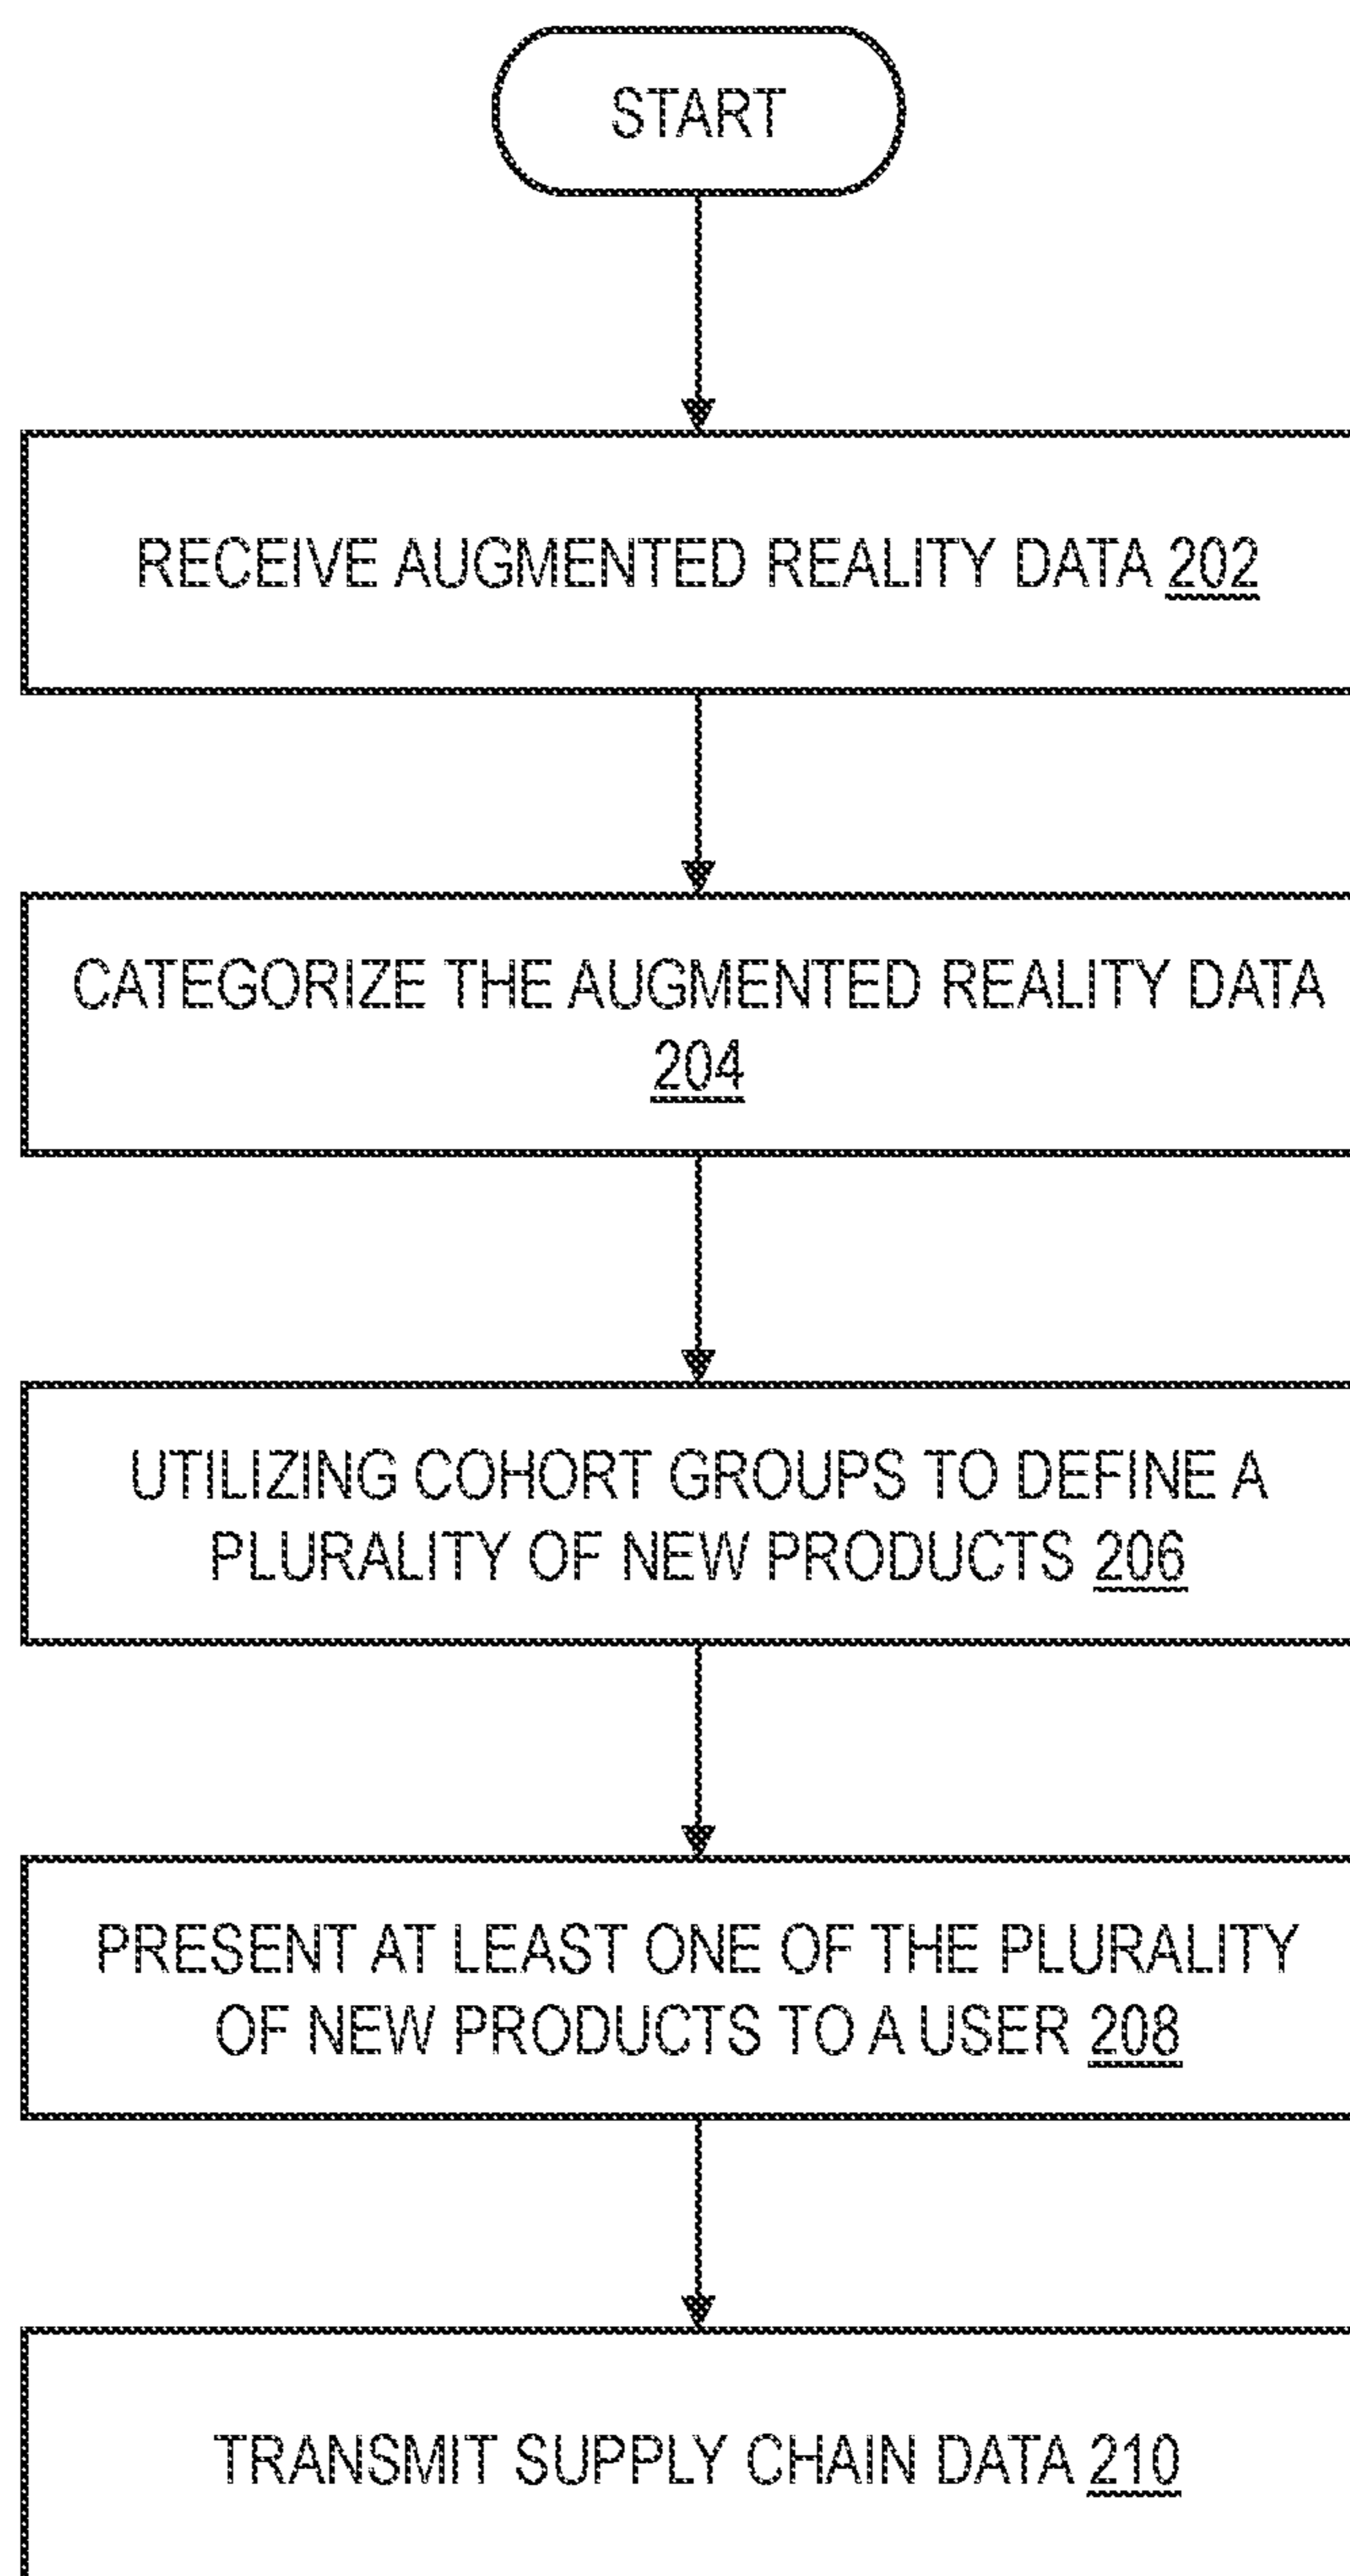 START
RECEIVE AUGMENTED REALITY DATA 202
CATEGORIZE THE AUGMENTED REALITY DATA
204
UTILIZING COHORT GROUPS TO DEFINE A
PLURALITY OF NEW PRODUCTS 206
PRESENT AT LEAST ONE OF THE PLURALITY
OF NEW PRODUCTS TO A USER 208
TRANSMIT SUPPLY CHAIN DATA 210